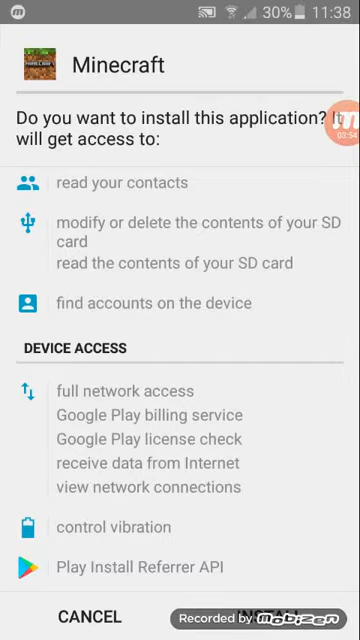 30% 11:38
Minecraft
Do you want to install this application? It
will get access to:
03:54
read your contacts
modify or delete the contents of your SD
card
read the contents of your SD card
find accounts on the device
DEVICE ACCESS
full network access
Google Play billing service
Google Play license check
receive data from Internet
view network connections
control vibration
Play Install Referrer API
CANCEL
INSTALL
Recorded by mobizen